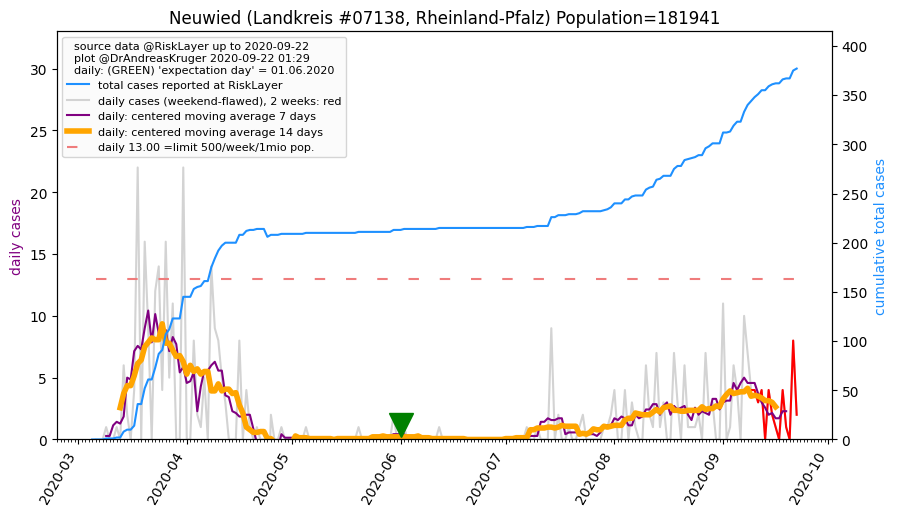 Neuwied (Landkreis #07138, Rheinland-Pfalz) Population=181941
source data @RiskLayer up to 2020-09-22
plot @DrAndreasKruger 2020-09-22 01:29
daily: (GREEN) 'expectation day' = 01.06.2020
total cases reported at RiskLayer
daily cases (weekend-flawed), 2 weeks: red
daily: centered moving average 7 days
daily: centered moving average 14 days
daily 13.00 =limit 500/week/1mio pop.
daily cases
30
25
20
15
10
5
0
cumulative total cases
400
350
300
250
200
150
100
50
0
2020-03
2020-04
2020-05
2020-06
2020-07
2020-08
2020-09
2020-10